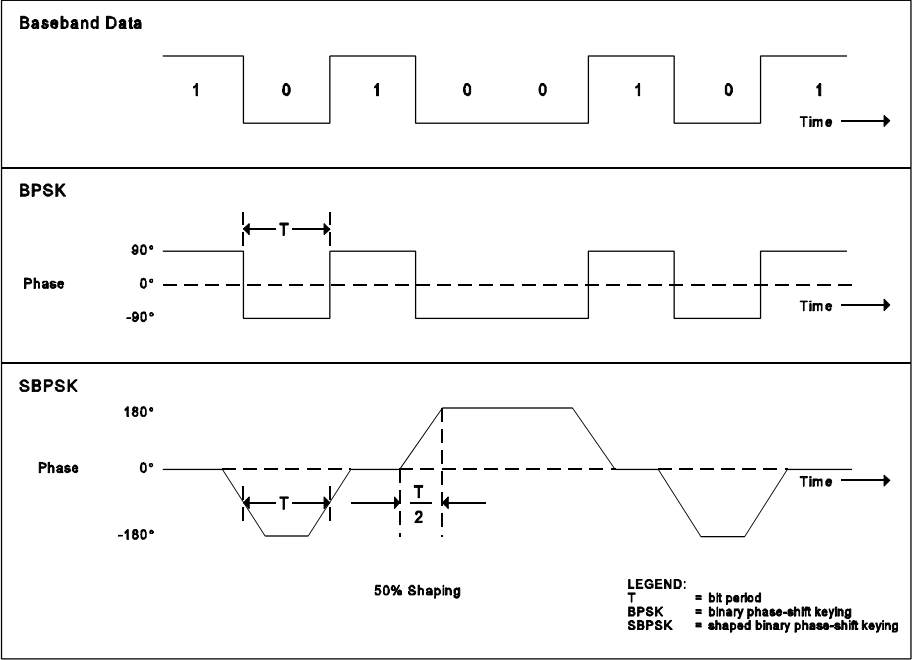 Baseband Data
1 0 1 0 0 1 0 1
Time
BPSK
T
90°
Phase 0°
Time
-90°
SBPSK
180°
Phase 0°
Time
T
T
2
-180°
50% Shaping
LEGEND:
T = bit period
BPSK = binary phase-shift keying
SBPSK = shaped binary phase-shift keying